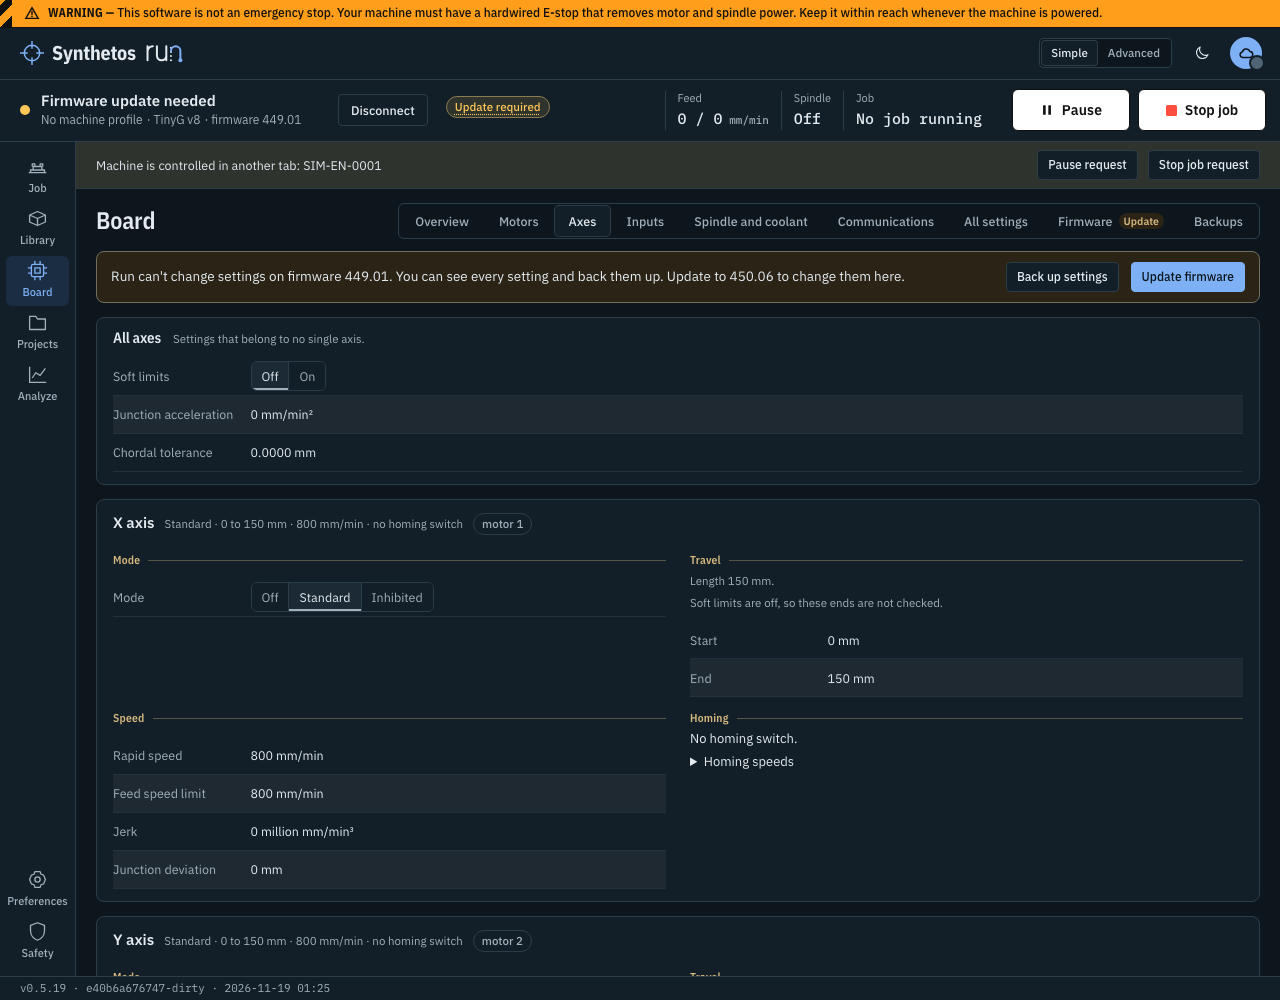 WARNING — This software is not an emergency stop. Your machine must have a hardwired E-stop that removes motor and spindle power. Keep it within reach whenever the machine is powered.
Synthetos run
Simple Advanced
Firmware update needed
No machine profile · TinyG v8 · firmware 449.01
Disconnect
Update required
Feed
0 / 0 mm/min
Spindle
Off
Job
No job running
Pause
Stop job
Machine is controlled in another tab: SIM-EN-0001
Pause request
Stop job request
Job
Library
Board
Projects
Analyze
Preferences
Safety
Board
Overview Motors Axes Inputs Spindle and coolant Communications All settings Firmware Update Backups
Run can't change settings on firmware 449.01. You can see every setting and back them up. Update to 450.06 to change them here.
Back up settings
Update firmware
All axes Settings that belong to no single axis.
Soft limits Off On
Junction acceleration 0 mm/min²
Chordal tolerance 0.0000 mm
X axis Standard · 0 to 150 mm · 800 mm/min · no homing switch motor 1
Mode
Mode Off Standard Inhibited
Travel
Length 150 mm.
Soft limits are off, so these ends are not checked.
Start 0 mm
End 150 mm
Speed
Rapid speed 800 mm/min
Feed speed limit 800 mm/min
Jerk 0 million mm/min³
Junction deviation 0 mm
Homing
No homing switch.
Homing speeds
Y axis Standard · 0 to 150 mm · 800 mm/min · no homing switch motor 2
Mode Travel
v0.5.19 · e40b6a676747-dirty · 2026-11-19 01:25